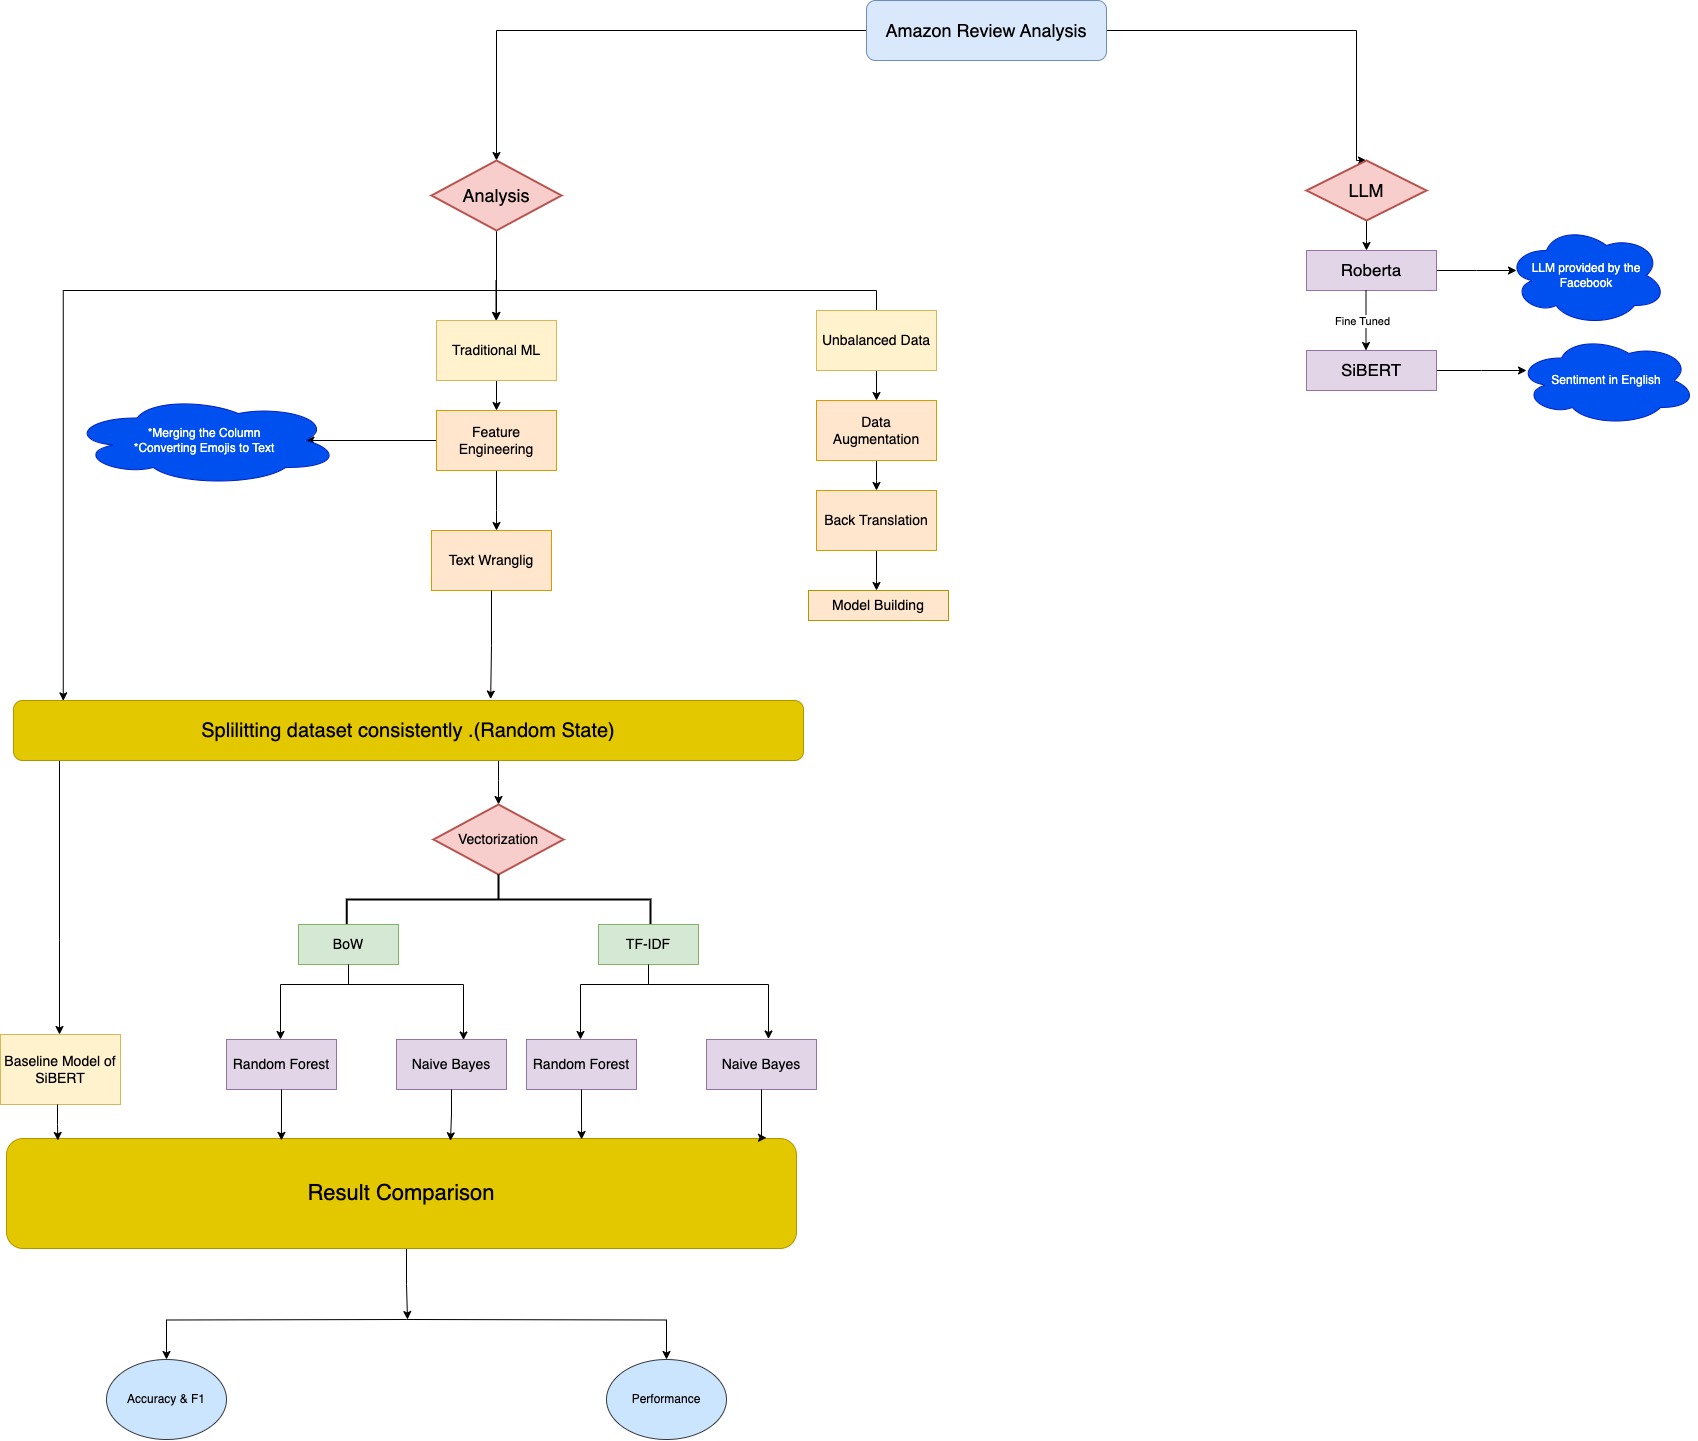 Amazon Review Analysis
Analysis
LLM
Roberta
LLM provided by the
Facebook
Fine Tuned
SiBERT
Sentiment in English
Traditional ML
Unbalanced Data
*Merging the Column
*Converting Emojis to Text
Feature
Engineering
Data
Augmentation
Text Wranglig
Back Translation
Model Building
Splilitting dataset consistently .(Random State)
Vectorization
BoW
TF-IDF
Baseline Model of
SiBERT
Random Forest
Naive Bayes
Random Forest
Naive Bayes
Result Comparison
Accuracy & F1
Performance